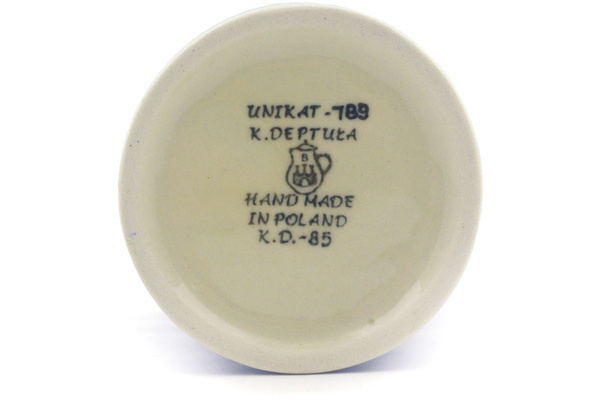 UNIKAT -789
K. DEPTUŁA
B
HAND MADE
IN POLAND
K.D.-85